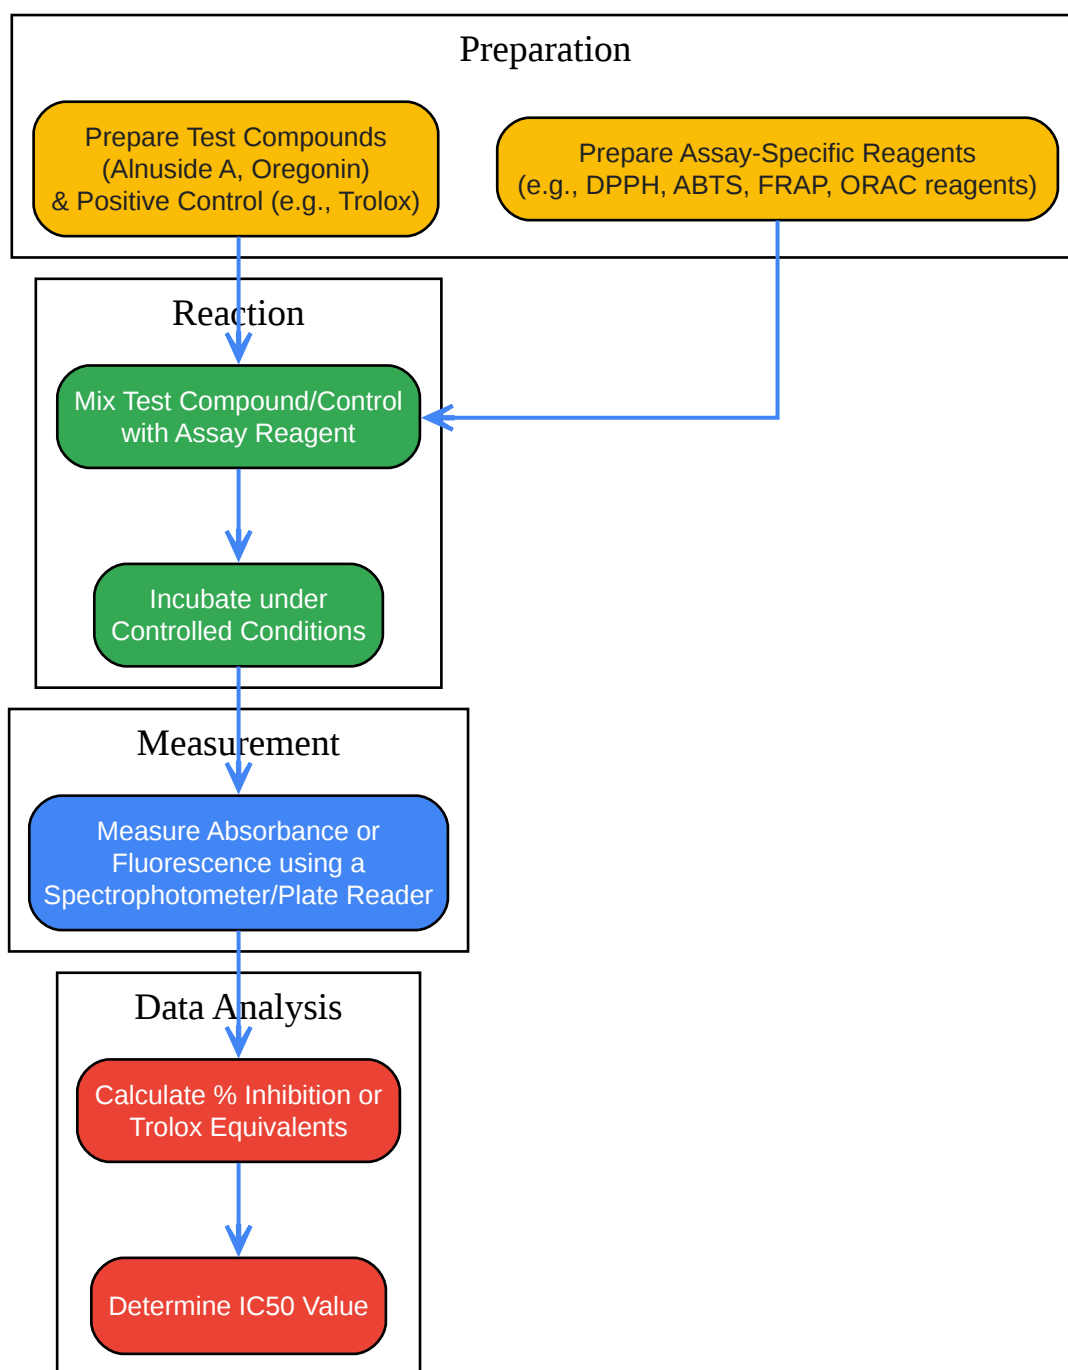 Preparation
Prepare Test Compounds
(Alnuside A, Oregonin)
& Positive Control (e.g., Trolox)
Prepare Assay-Specific Reagents
(e.g., DPPH, ABTS, FRAP, ORAC reagents)
Reaction
Mix Test Compound/Control
with Assay Reagent
Incubate under
Controlled Conditions
Measurement
Measure Absorbance or
Fluorescence using a
Spectrophotometer/Plate Reader
Data Analysis
Calculate % Inhibition or
Trolox Equivalents
Determine IC50 Value